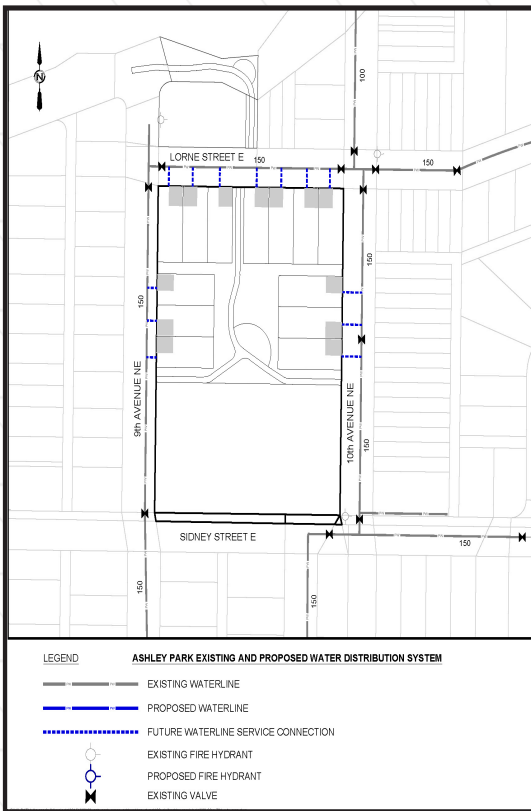 N
100
LORNE STREET E
150
150
150
150
9th AVENUE NE
10th AVENUE NE
150
SIDNEY STREET E
150
150
150
LEGEND
ASHLEY PARK EXISTING AND PROPOSED WATER DISTRIBUTION SYSTEM
EXISTING WATERLINE
PROPOSED WATERLINE
FUTURE WATERLINE SERVICE CONNECTION
EXISTING FIRE HYDRANT
PROPOSED FIRE HYDRANT
EXISTING VALVE